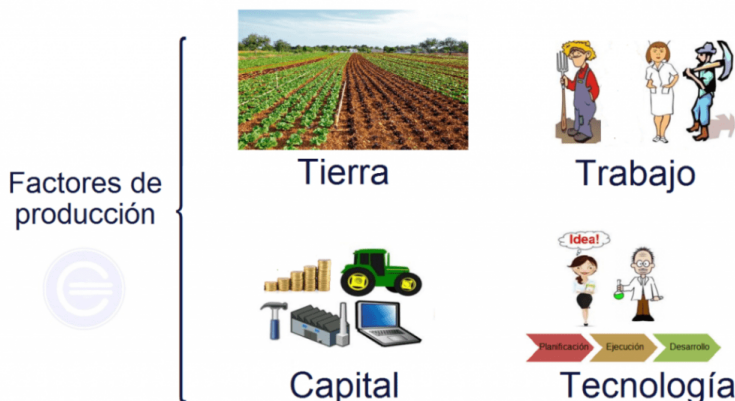 Factores de
producción
Tierra
Trabajo
Idea!
Planificación
Ejecución
Desarrollo
Capital
Tecnología